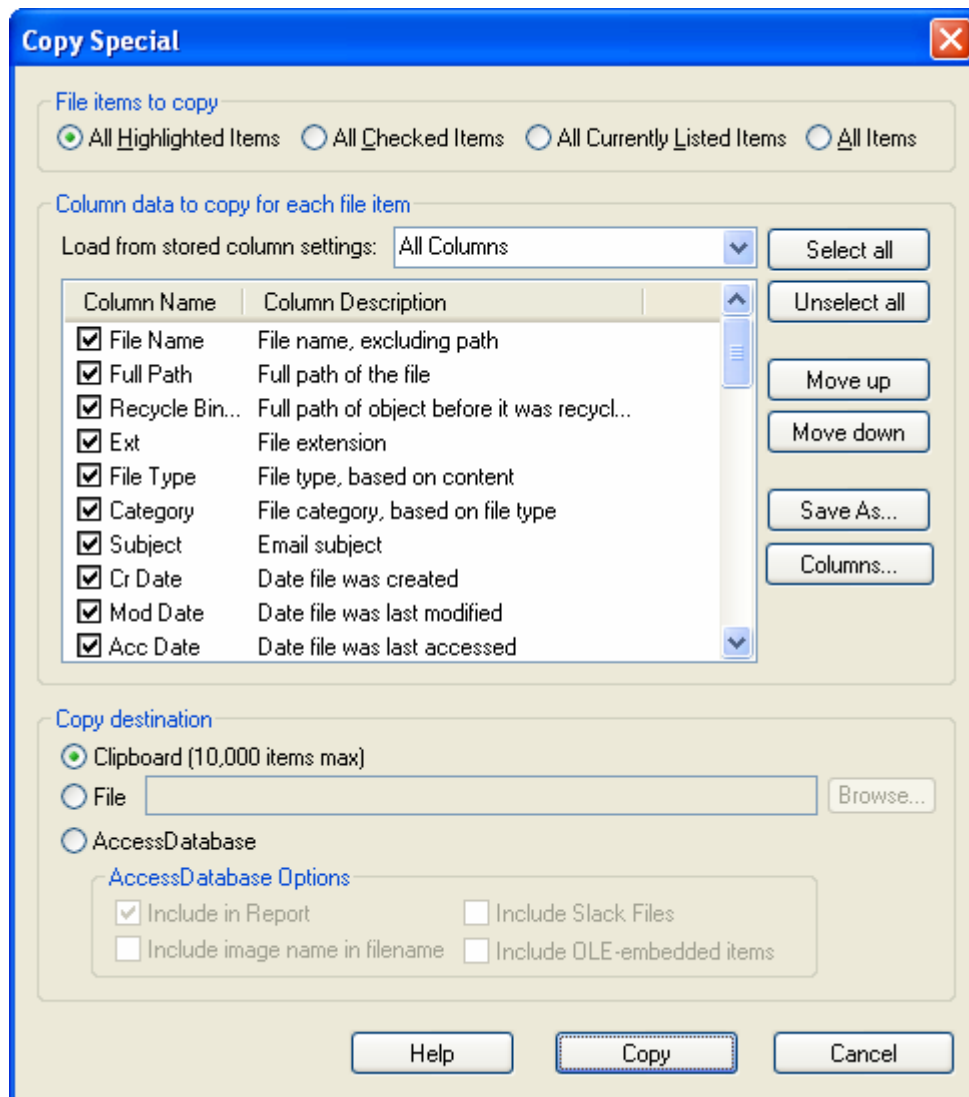 Copy Special
File items to copy
All Highlighted Items All Checked Items All Currently Listed Items All Items
Column data to copy for each file item
Load from stored column settings: All Columns Select all
Column Name Column Description Unselect all
File Name File name, excluding path
Full Path Full path of the file Move up
Recycle Bin... Full path of object before it was recycl...
Ext File extension Move down
File Type File type, based on content
Category File category, based on file type Save As...
Subject Email subject
Cr Date Date file was created Columns...
Mod Date Date file was last modified
Acc Date Date file was last accessed
Copy destination
Clipboard (10,000 items max)
File Browse...
AccessDatabase
AccessDatabase Options
Include in Report Include Slack Files
Include image name in filename Include OLE-embedded items
Help Copy Cancel